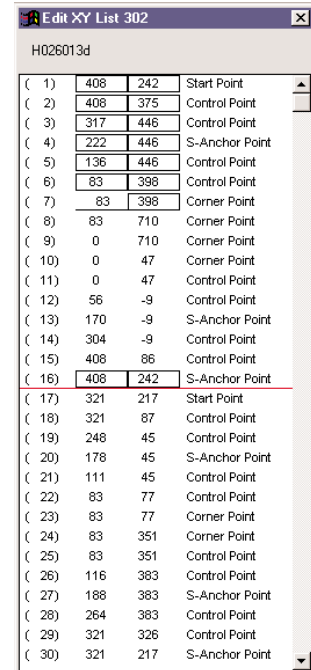 Edit XY List 302
H026013d
( 1) 408 242 Start Point
( 2) 408 375 Control Point
( 3) 317 446 Control Point
( 4) 222 446 S-Anchor Point
( 5) 136 446 Control Point
( 6) 83 398 Control Point
( 7) 83 398 Corner Point
( 8) 83 710 Corner Point
( 9) 0 710 Corner Point
( 10) 0 47 Corner Point
( 11) 0 47 Control Point
( 12) 56 -9 Control Point
( 13) 170 -9 S-Anchor Point
( 14) 304 -9 Control Point
( 15) 408 86 Control Point
( 16) 408 242 S-Anchor Point
( 17) 321 217 Start Point
( 18) 321 87 Control Point
( 19) 248 45 Control Point
( 20) 178 45 S-Anchor Point
( 21) 111 45 Control Point
( 22) 83 77 Control Point
( 23) 83 77 Corner Point
( 24) 83 351 Corner Point
( 25) 83 351 Control Point
( 26) 116 383 Control Point
( 27) 188 383 S-Anchor Point
( 28) 264 383 Control Point
( 29) 321 326 Control Point
( 30) 321 217 S-Anchor Point